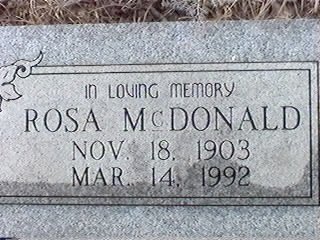 IN LOVING MEMORY
ROSA McDONALD
NOV. 18, 1903
MAR. 14, 1992